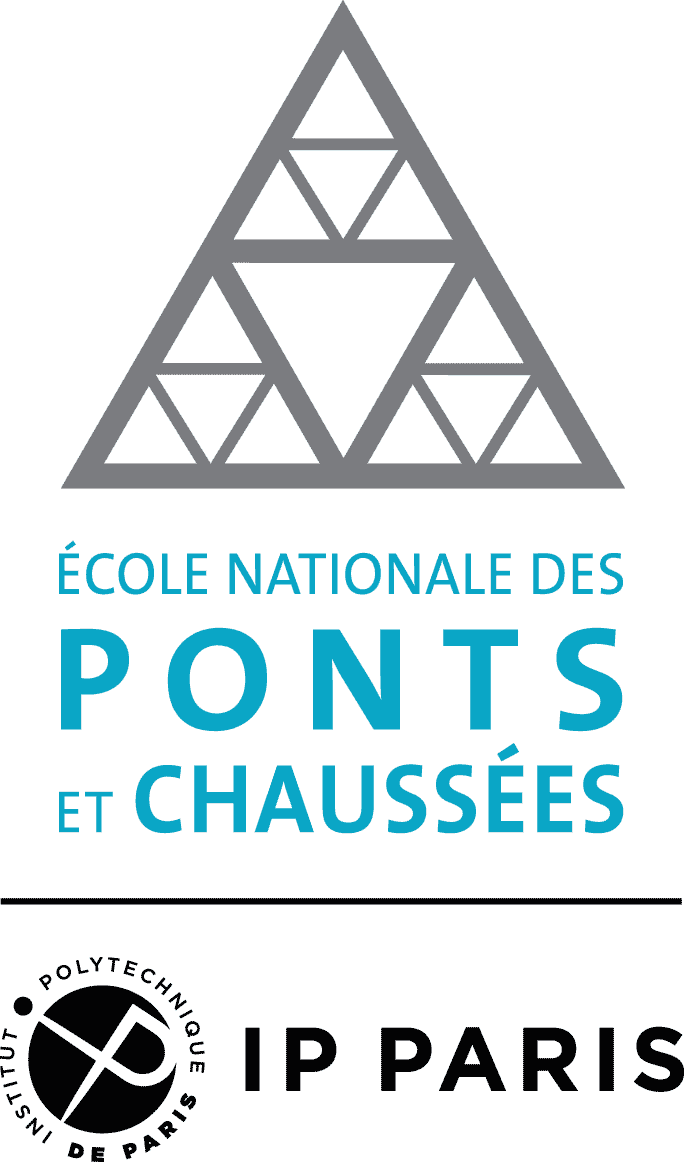 ÉCOLE NATIONALE DES
PONTS
ET CHAUSSÉES
INSTITUT POLYTECHNIQUE
DE PARIS
IP PARIS